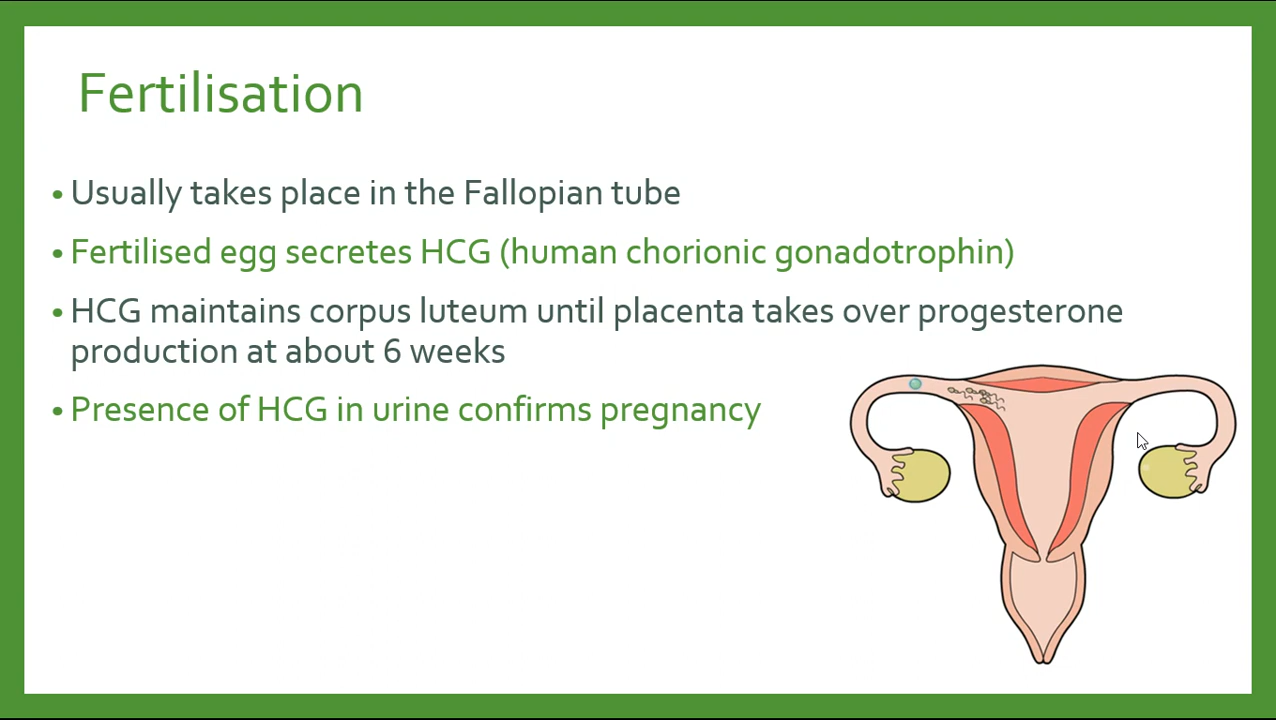 Fertilisation
• Usually takes place in the Fallopian tube
• Fertilised egg secretes HCG (human chorionic gonadotrophin)
• HCG maintains corpus luteum until placenta takes over progesterone
production at about 6 weeks
• Presence of HCG in urine confirms pregnancy